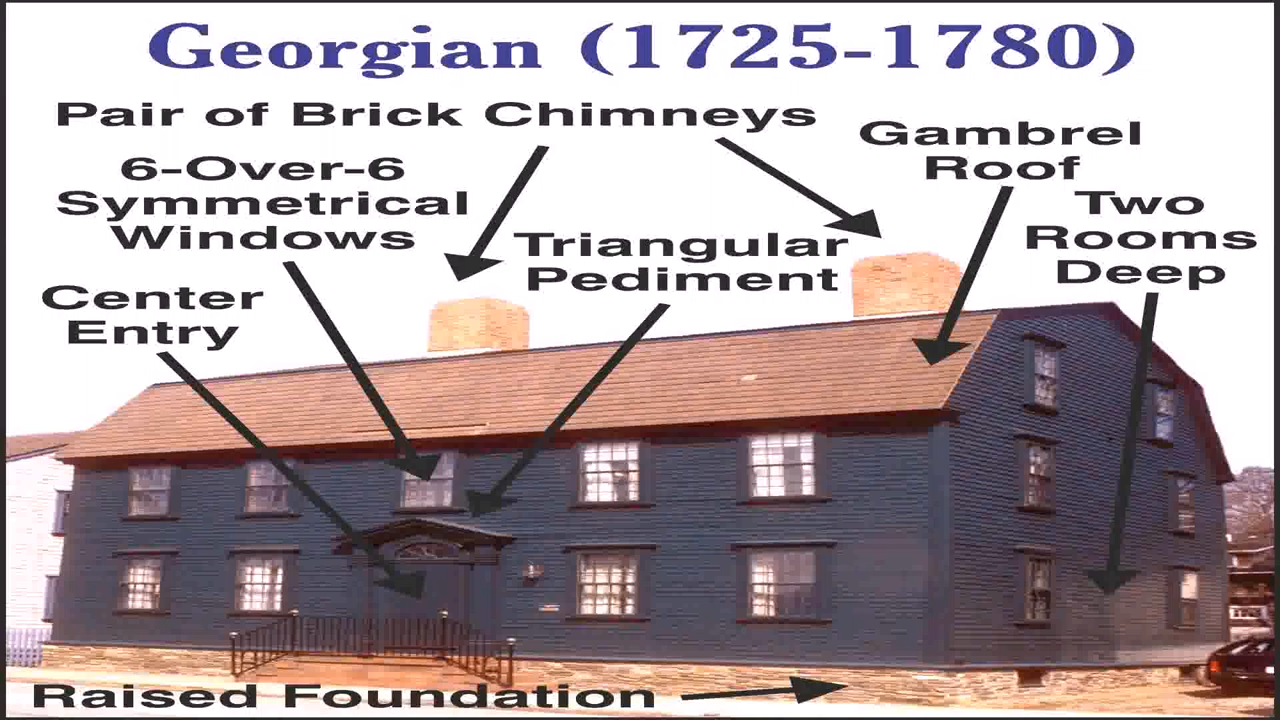 Georgian (1725-1780)
Pair of Brick Chimneys
Gambrel
Roof
6-Over-6
Symmetrical
Windows
Two
Rooms
Deep
Triangular
Pediment
Center
Entry
Raised Foundation